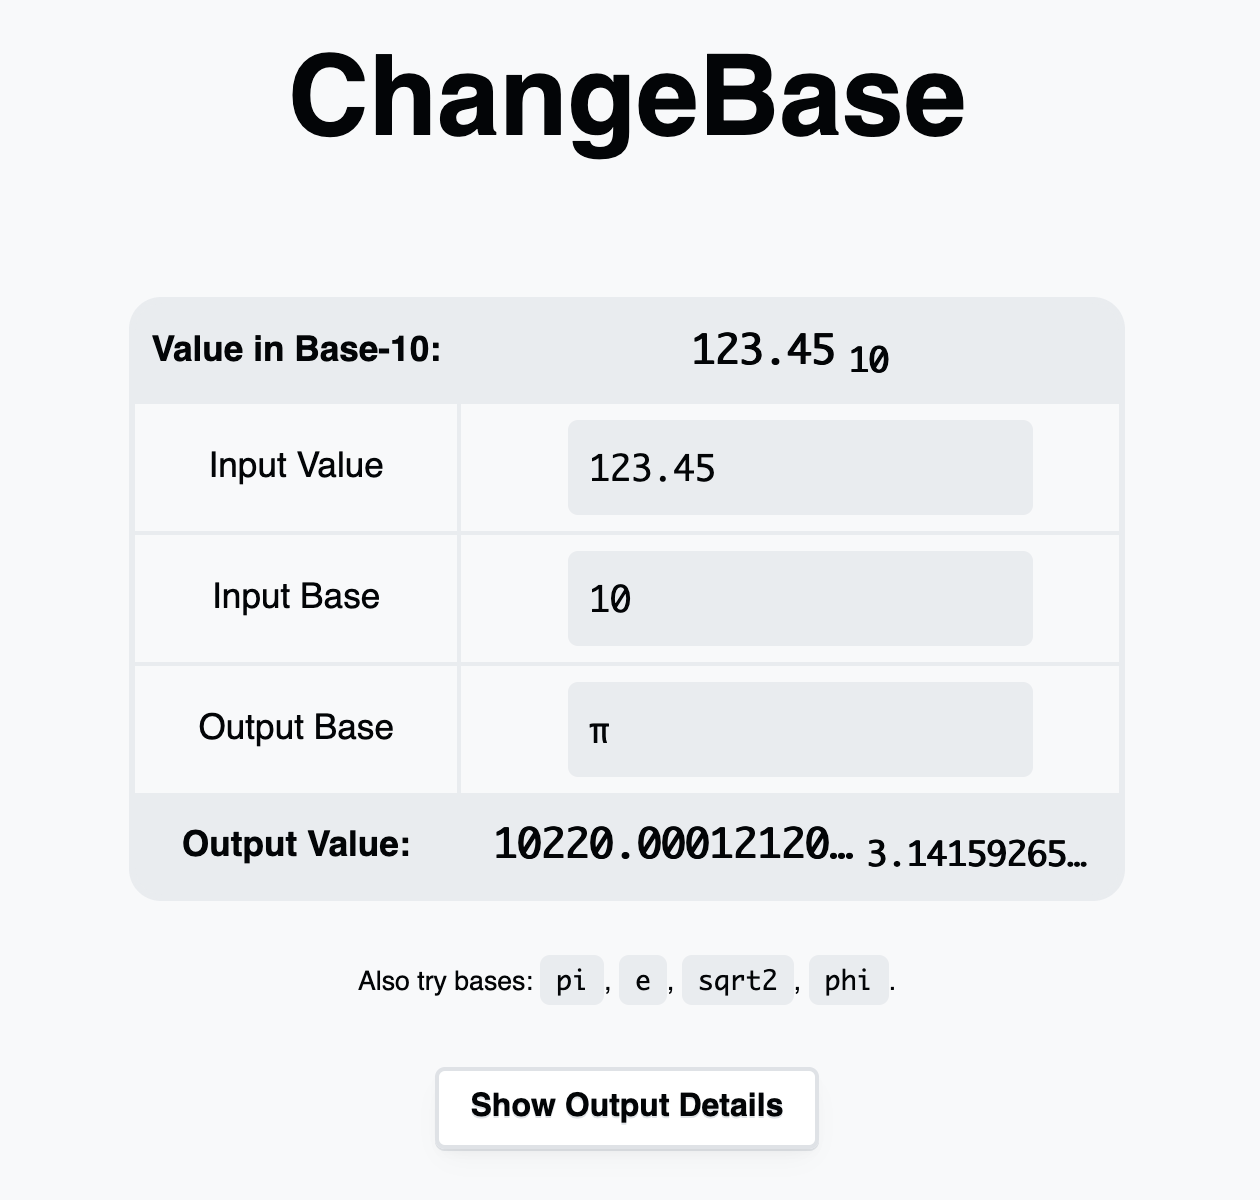 ChangeBase
Value in Base-10: 123.45 10
Input Value 123.45
Input Base 10
Output Base π
Output Value: 10220.00012120… 3.14159265…
Also try bases: pi, e, sqrt2, phi.
Show Output Details